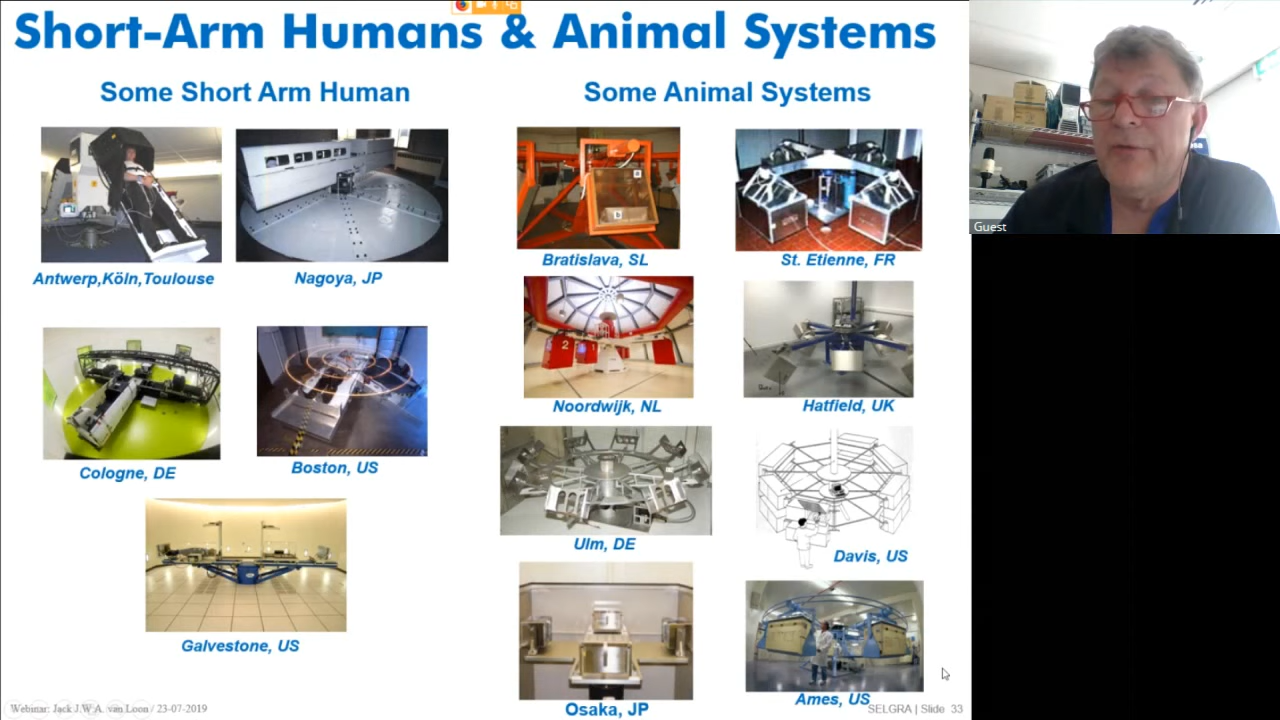 Short-Arm Humans & Animal Systems
Some Short Arm Human
Some Animal Systems
Antwerp,Köln,Toulouse
Nagoya, JP
Bratislava, SL
St. Etienne, FR
Noordwijk, NL
Hatfield, UK
Cologne, DE
Boston, US
Ulm, DE
Davis, US
Galvestone, US
Osaka, JP
Ames, US
Webinar: Jack J.W.A. van Loon / 23-07-2019
SELGRA | Slide 33
Guest
a
b
2